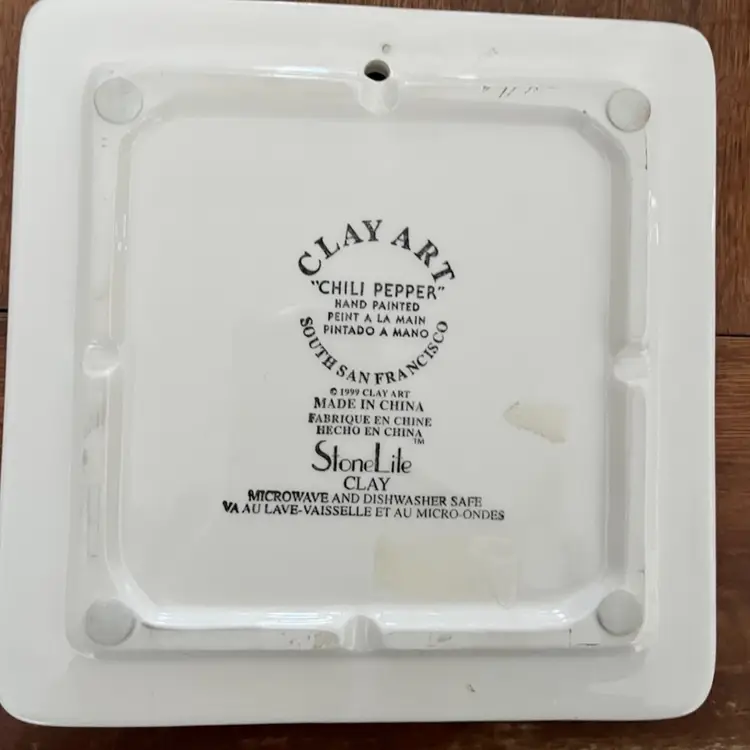 CLAY ART
"CHILI PEPPER"
HAND PAINTED
PEINT A LA MAIN
PINTADO A MANO
SOUTH SAN FRANCISCO
© 1999 CLAY ART
MADE IN CHINA
FABRIQUE EN CHINE
HECHO EN CHINA
StoneLite™
CLAY
MICROWAVE AND DISHWASHER SAFE
VA AU LAVE-VAISSELLE ET AU MICRO-ONDES